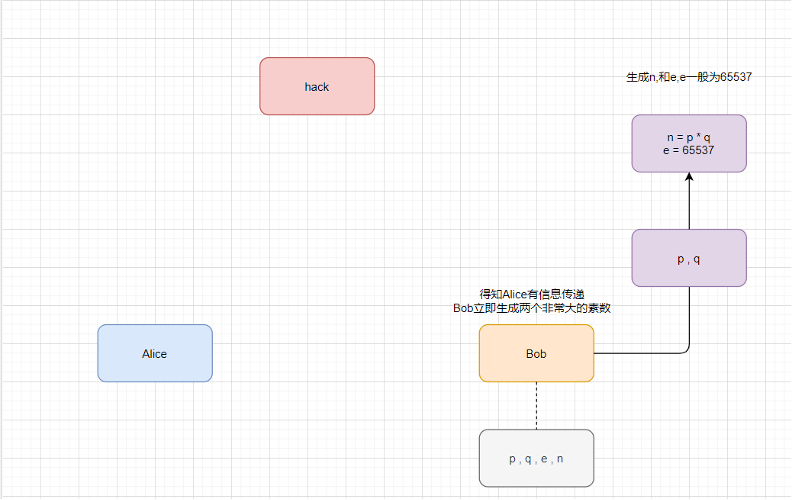 hack
生成n,和e,e一般为65537
n = p * q
e = 65537
p , q
得知Alice有信息传递
Bob立即生成两个非常大的素数
Alice
Bob
p , q , e , n